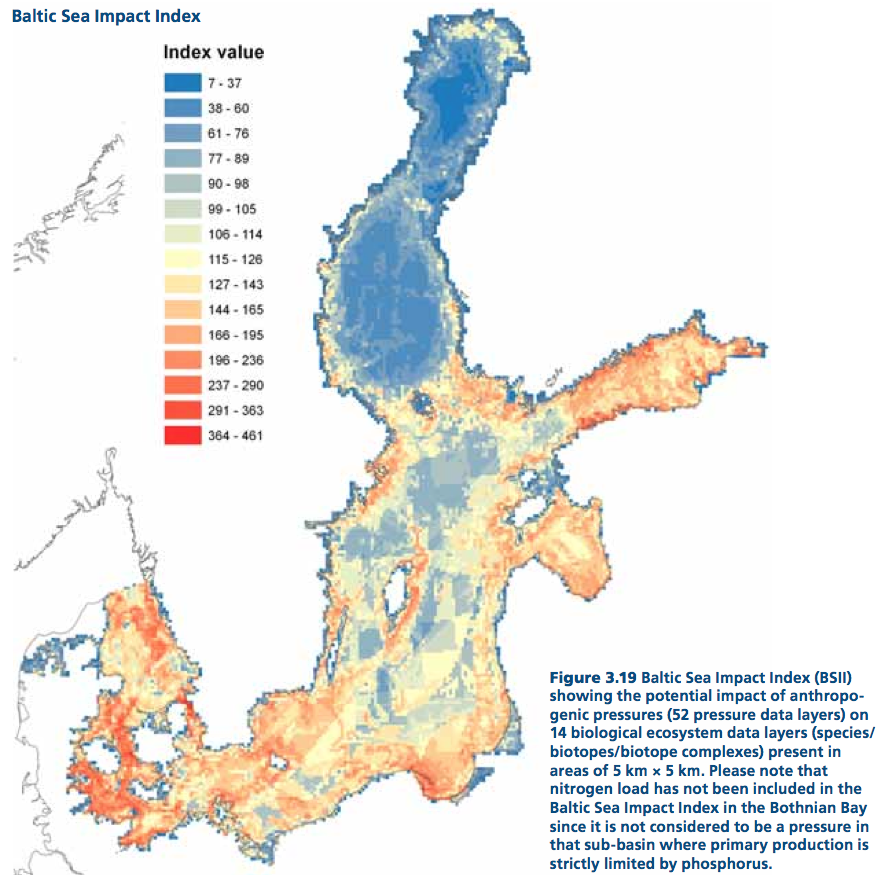 Baltic Sea Impact Index
Index value
7 - 37
38 - 60
61 - 76
77 - 89
90 - 98
99 - 105
106 - 114
115 - 126
127 - 143
144 - 165
166 - 195
196 - 236
237 - 290
291 - 363
364 - 461
Figure 3.19 Baltic Sea Impact Index (BSII)
showing the potential impact of anthropo-
genic pressures (52 pressure data layers) on
14 biological ecosystem data layers (species/
biotopes/biotope complexes) present in
areas of 5 km × 5 km. Please note that
nitrogen load has not been included in the
Baltic Sea Impact Index in the Bothnian Bay
since it is not considered to be a pressure in
that sub-basin where primary production is
strictly limited by phosphorus.